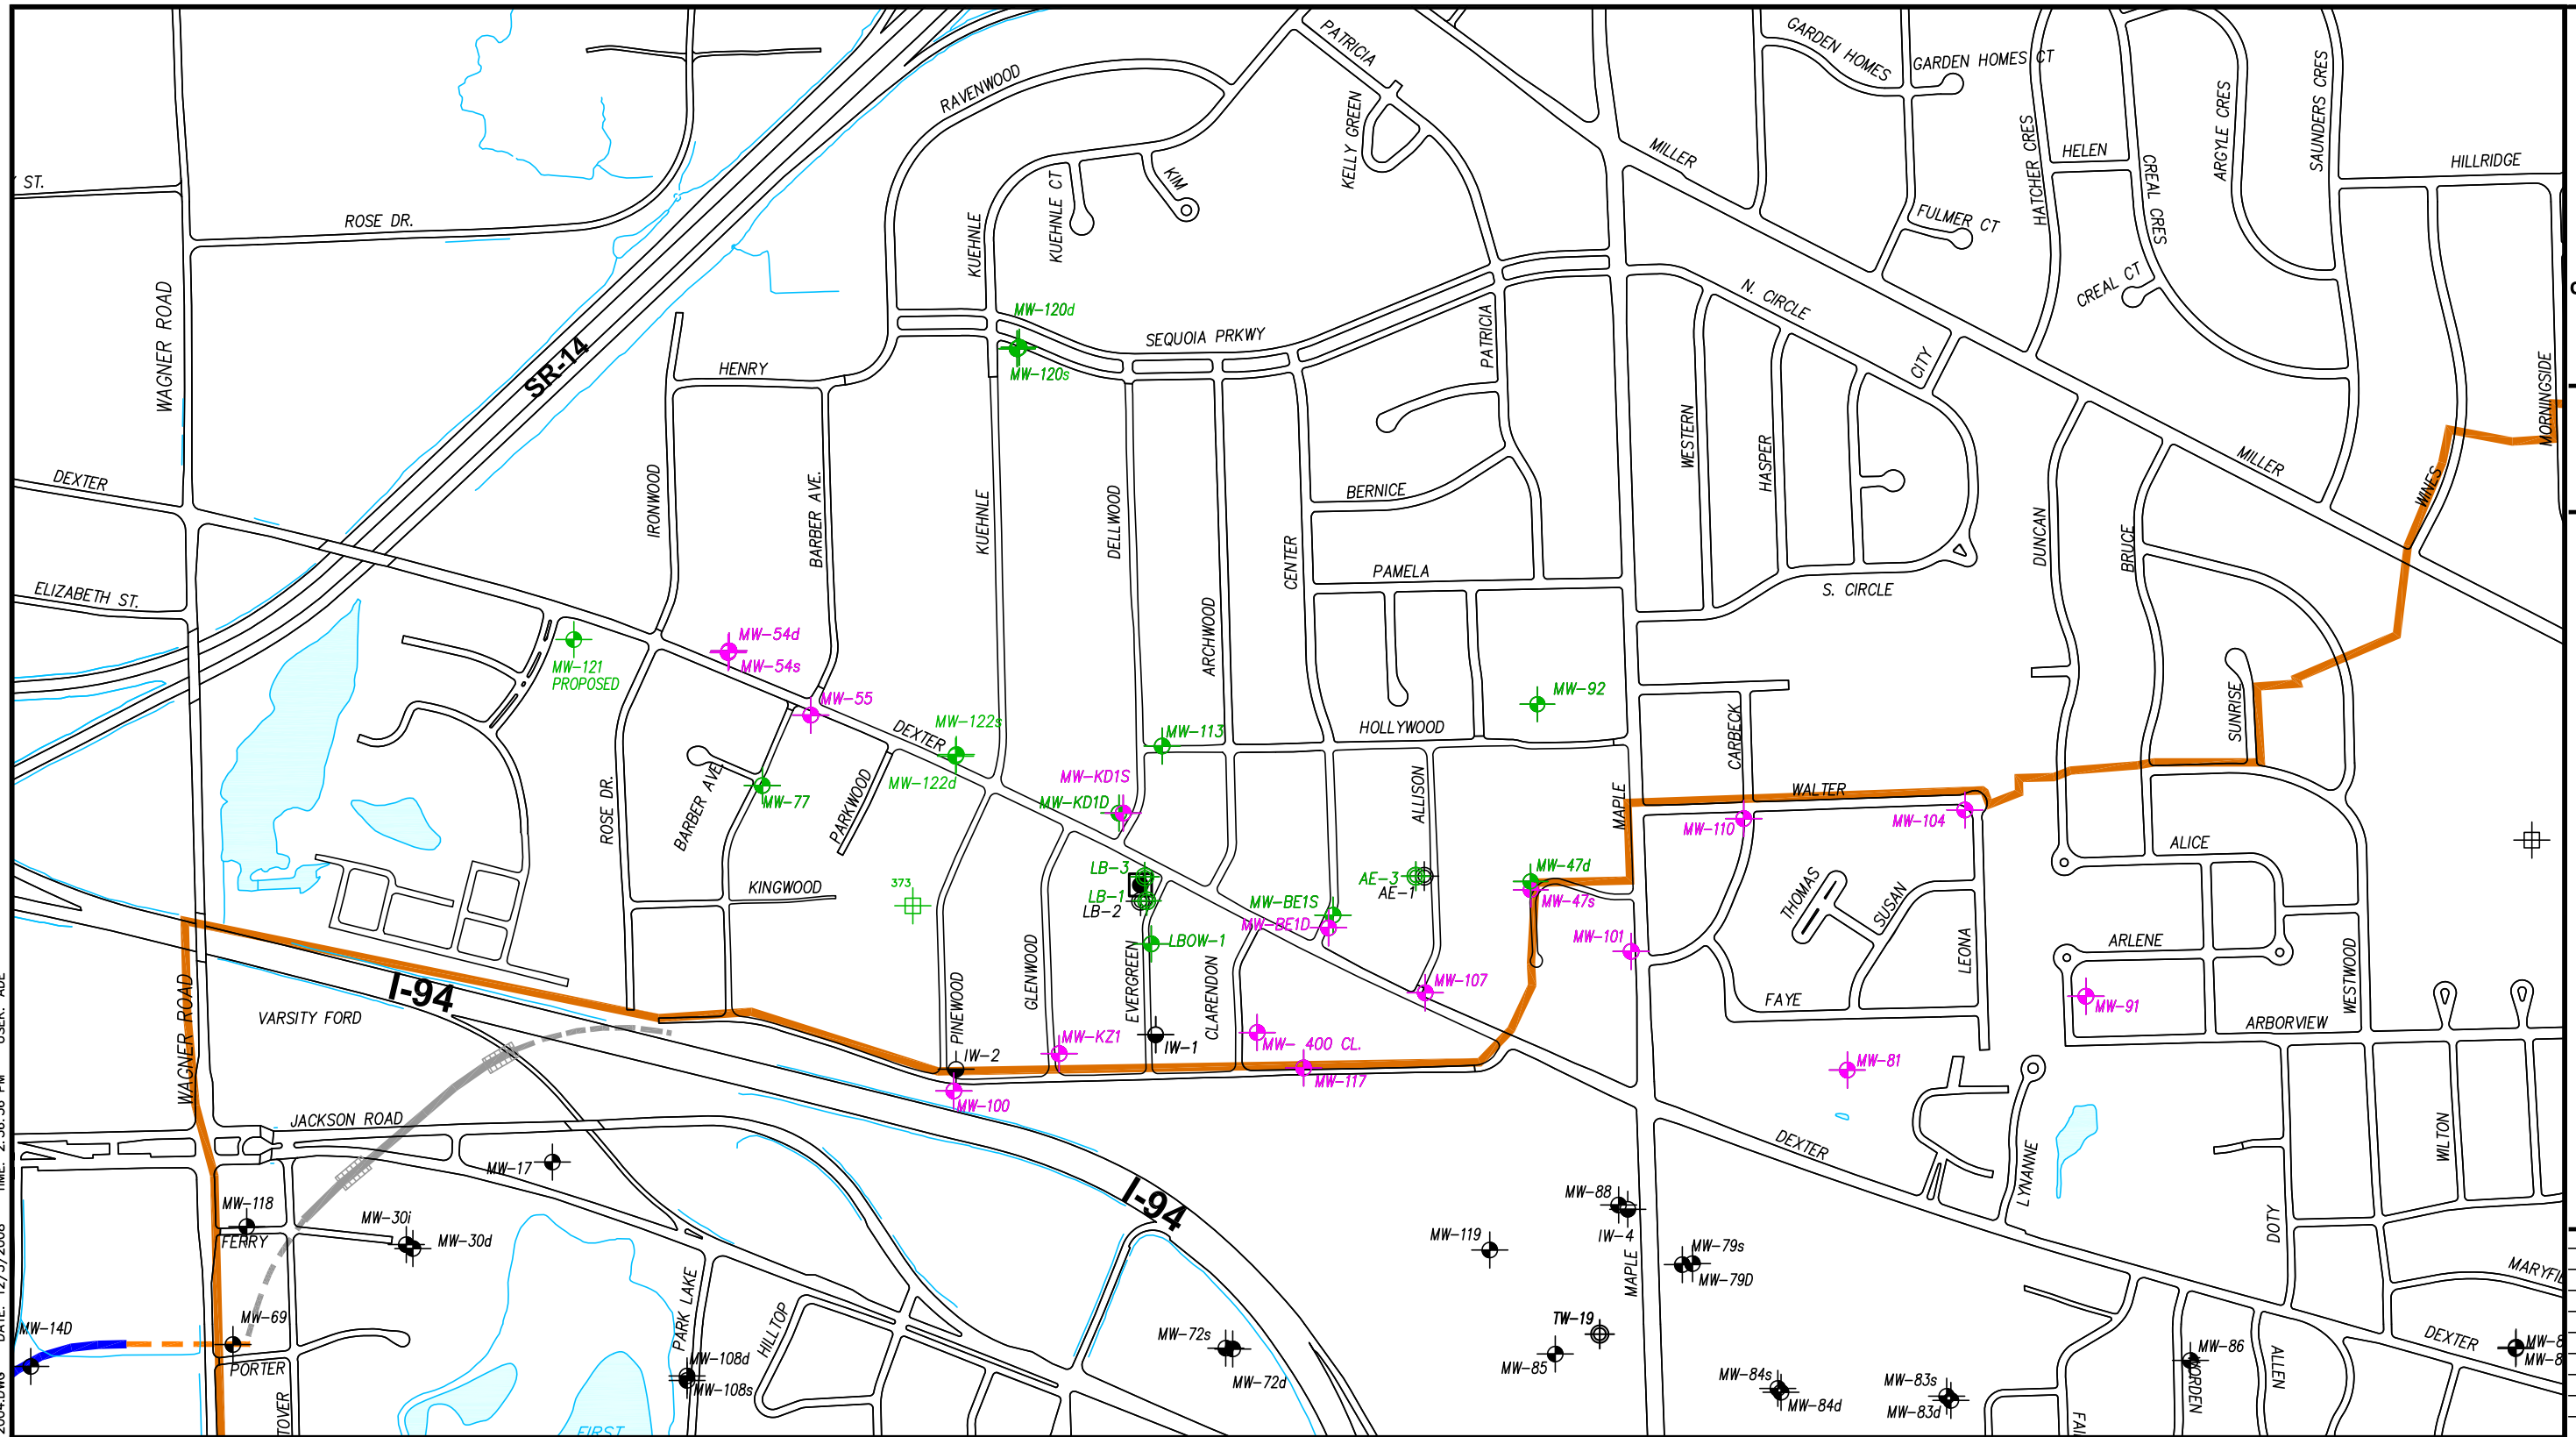 PATRICIA
GARDEN HOMES
GARDEN HOMES CT
RAVENWOOD
KELLY GREEN
HATCHER CRES
ARGYLE CRES
SAUNDERS CRES
ST.
MILLER
HELEN
HILLRIDGE
ROSE DR.
KUEHNLE
KUEHNLE CT
KIM
CREAL CRES
FULMER CT
CREAL CT
WAGNER ROAD
N. CIRCLE
MW-120d
SEQUOIA PRKWY
PATRICIA
SR-14
HENRY
MW-120s
CITY
MORNINGSIDE
WESTERN
HASPER
MILLER
DEXTER
IRONWOOD
BARBER AVE.
KUEHNLE
DELLWOOD
BERNICE
WINES
CENTER
DUNCAN
BRUCE
PAMELA
ELIZABETH ST.
S. CIRCLE
ARCHWOOD
MW-54d
MW-54s
MW-121
PROPOSED
MW-55
MW-92
SUNRISE
DEXTER
MW-122s
MW-113
HOLLYWOOD
CARBECK
MW-122d
MW-KD1S
MW-KD1D
MW-77
ROSE DR.
BARBER AVE.
PARKWOOD
ALLISON
MAPLE
WALTER
MW-110
MW-104
ALICE
LB-3
LB-1
LB-2
373
KINGWOOD
AE-3
AE-1
MW-47d
MW-47s
MW-BE1S
MW-BE1D
THOMAS
SUSAN
LBOW-1
MW-101
LEONA
ARLENE
WESTWOOD
I-94
PINEWOOD
GLENWOOD
EVERGREEN
CLARENDON
MW-107
FAYE
MW-91
VARSITY FORD
WAGNER ROAD
ARBORVIEW
MW-KZ1
IW-1
MW- 400 CL.
IW-2
MW-117
MW-81
MW-100
JACKSON ROAD
DEXTER
WILTON
MW-17
LYNANNE
MW-118
FERRY
MW-30i
MW-30d
I-94
MW-88
IW-4
MW-119
MAPLE
MW-79s
MW-79D
DOTY
MW-14D
MW-69
PORTER
PARK LAKE
HILLTOP
MW-108d
MW-108s
MW-72s
MW-72d
TW-19
MW-85
MW-84s
MW-84d
MW-83s
MW-83d
MW-86
ALLEN
DEXTER
FIRST